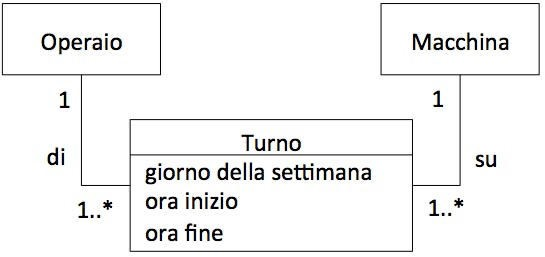 Operaio
Macchina
1
1
di
su
Turno
giorno della settimana
ora inizio
ora fine
1..*
1..*